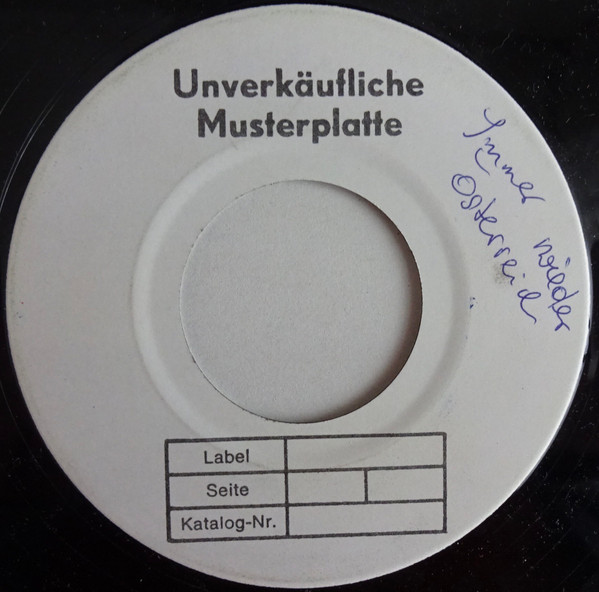 Unverkäufliche
Musterplatte
Immer wieder
Österreich
Label
Seite
Katalog-Nr.